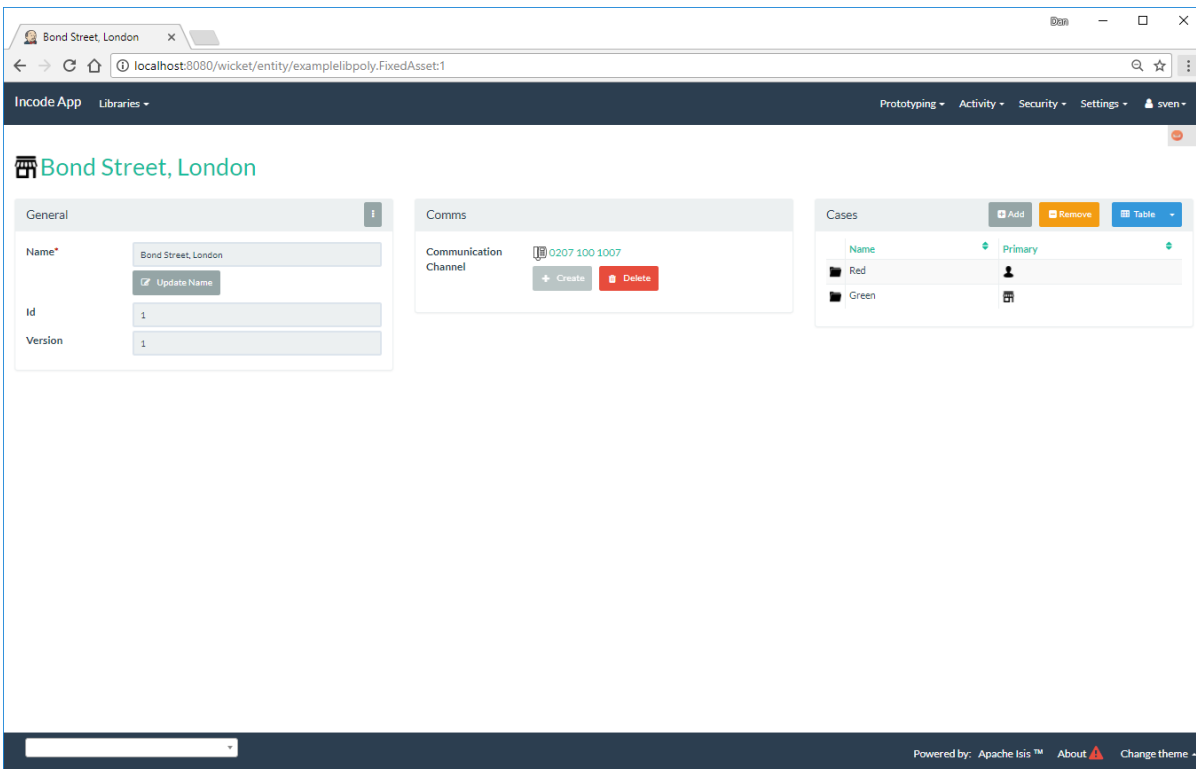 Bond Street, London
Dan
localhost:8080/wicket/entity/examplelibpoly.FixedAsset:1
Incode App Libraries Prototyping Activity Security Settings sven
Bond Street, London
General
Name*
Bond Street, London
Update Name
Id
1
Version
1
Comms
Communication Channel
0207 100 1007
+ Create Delete
Cases
Add Remove Table
Name Primary
Red
Green
Powered by: Apache Isis ™ About Change theme